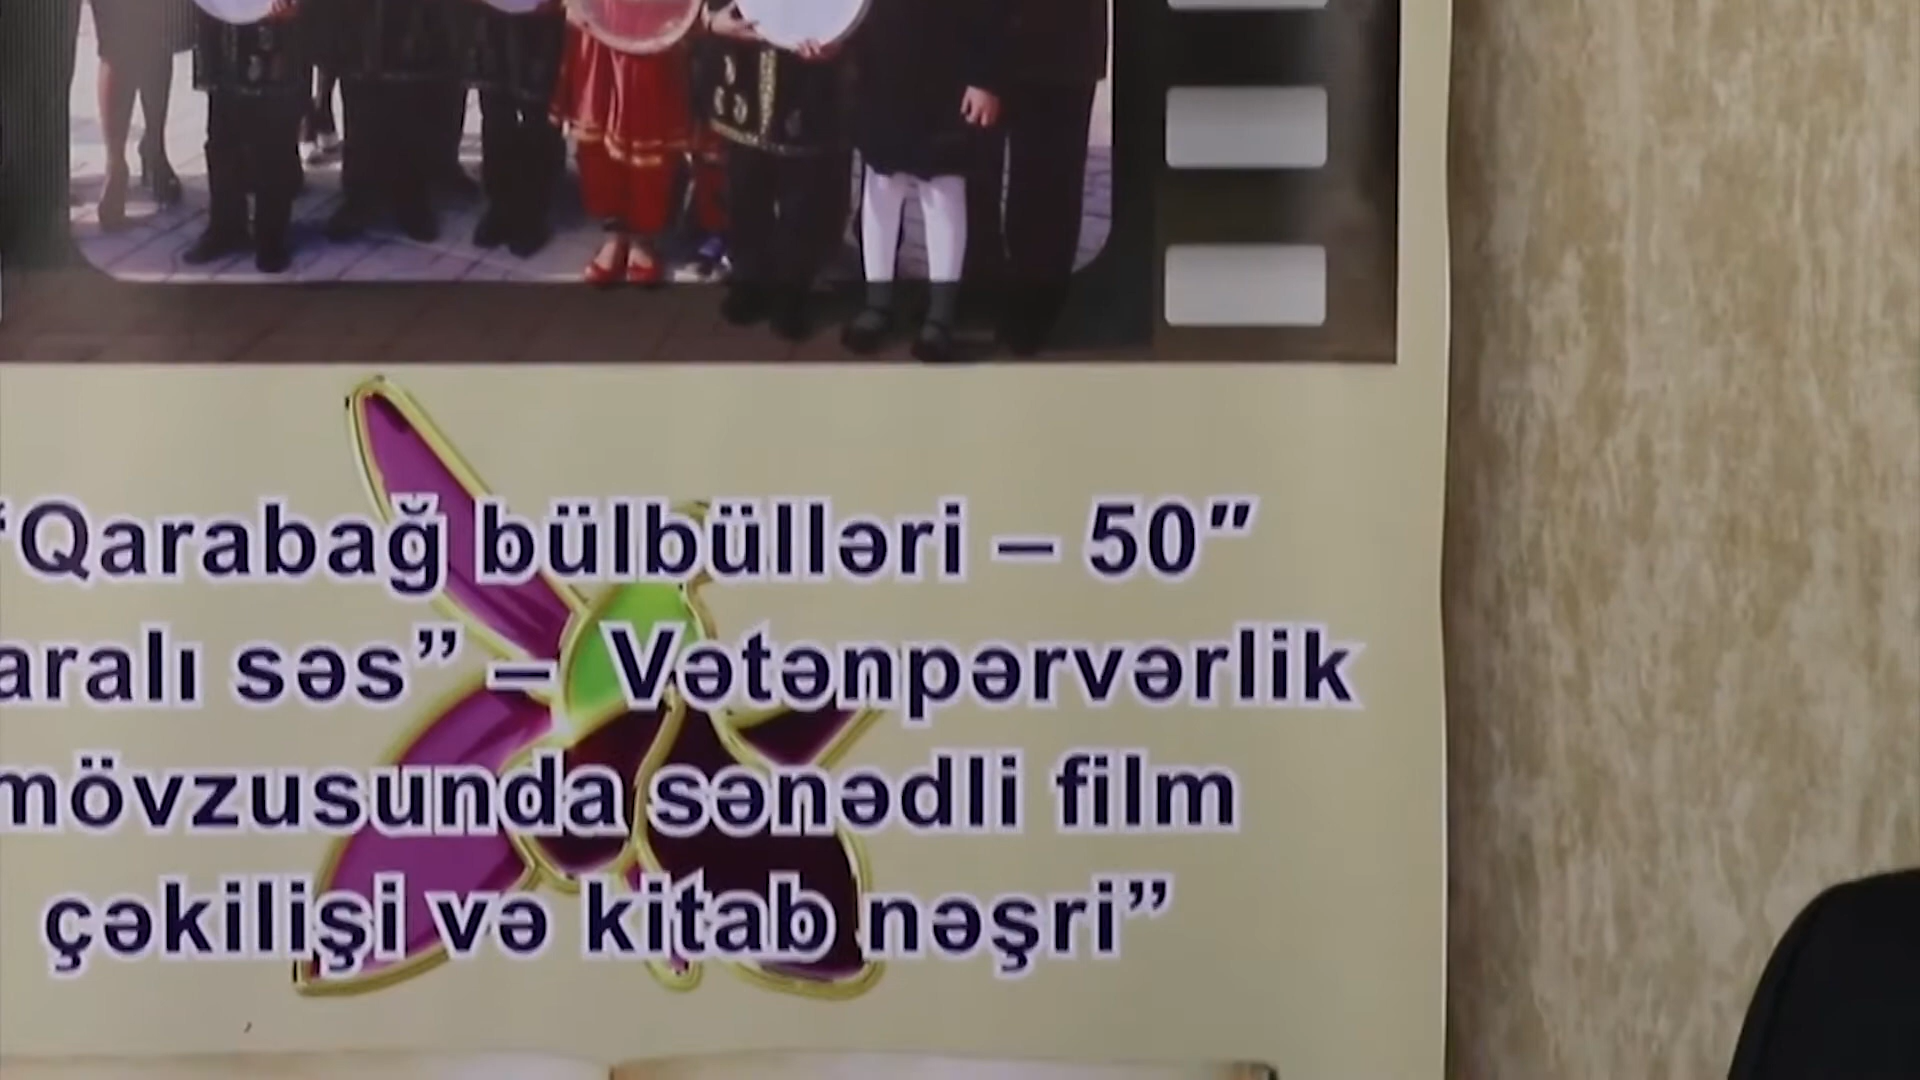 “Qarabağ bülbülləri – 50”
aralı səs” – Vətənpərvərlik
mövzusunda sənədli film
çəkilişi və kitab nəşri”